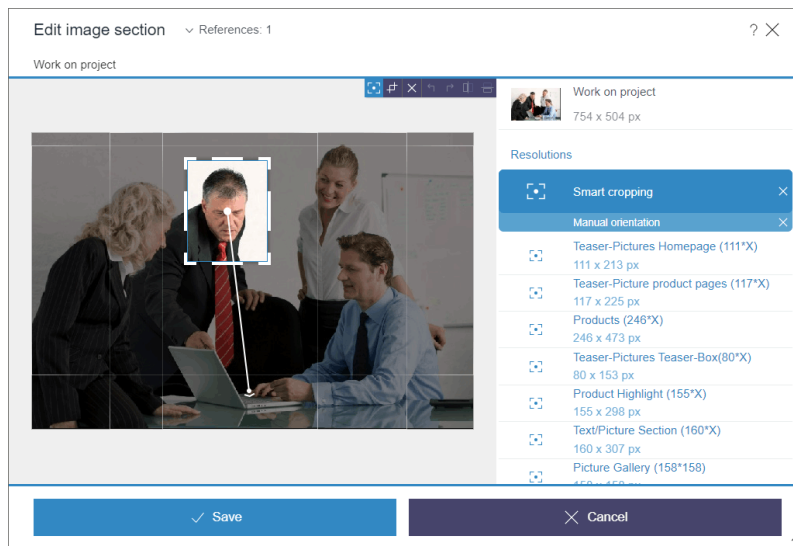 Edit image section
References: 1
?
Work on project
Work on project
754 x 504 px
Resolutions
Smart cropping
Manual orientation
Teaser-Pictures Homepage (111*X)
111 x 213 px
Teaser-Picture product pages (117*X)
117 x 225 px
Products (246*X)
246 x 473 px
Teaser-Pictures Teaser-Box(80*X)
80 x 153 px
Product Highlight (155*X)
155 x 298 px
Text/Picture Section (160*X)
160 x 307 px
Picture Gallery (158*158)
Save
Cancel